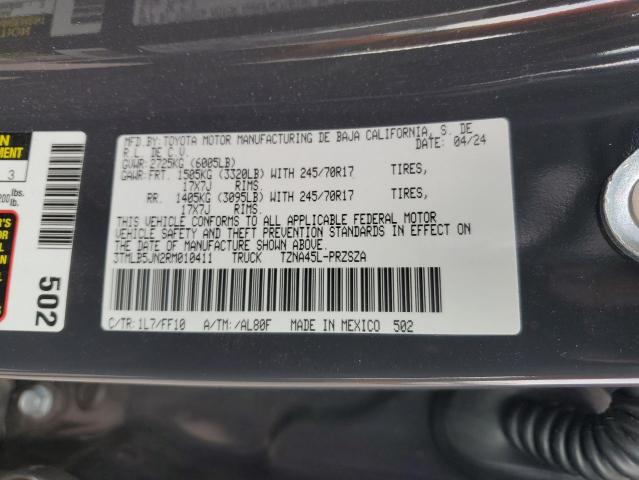 MFD.BY: TOYOTA MOTOR MANUFACTURING DE BAJA CALIFORNIA, S. DE
R L. DE C.V. DATE: 04/24
GVWR: 2725KG (6005LB)
GAWR: FRT. 1505KG (3320LB) WITH 245/70R17 TIRES,
17X7J RIMS.
RR. 1405KG (3095LB) WITH 245/70R17 TIRES,
17X7J RIMS.
THIS VEHICLE CONFORMS TO ALL APPLICABLE FEDERAL MOTOR
VEHICLE SAFETY AND THEFT PREVENTION STANDARDS IN EFFECT ON
THE DATE OF MANUFACTURE SHOWN ABOVE.
3TMLB5JN2RM010411 TRUCK TZNA45L-PRZSZA
C/TR: 1L7/FF10 A/TM: /AL80F MADE IN MEXICO 502
3
lbs.
lb.
502